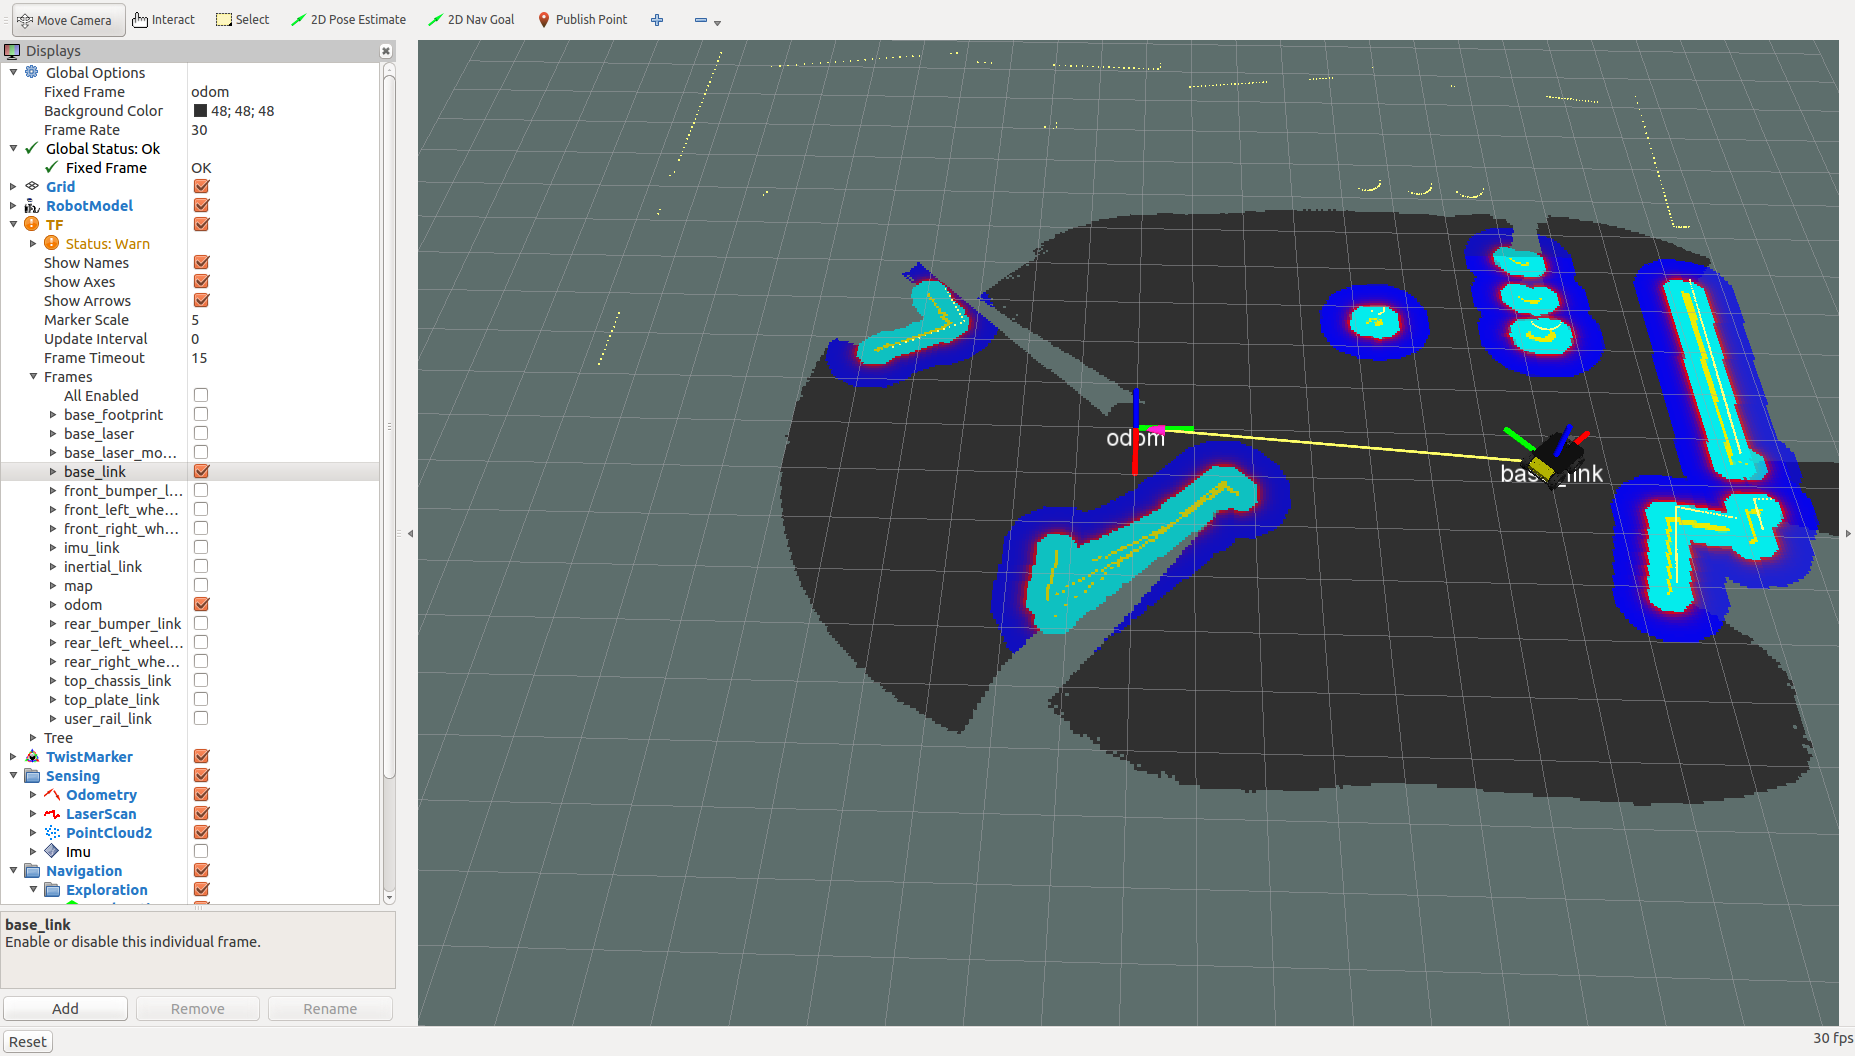 Move Camera Interact Select 2D Pose Estimate 2D Nav Goal Publish Point
Displays
Global Options
Fixed Frame odom
Background Color 48; 48; 48
Frame Rate 30
Global Status: Ok
Fixed Frame OK
Grid
RobotModel
TF
Status: Warn
Show Names
Show Axes
Show Arrows
Marker Scale 5
Update Interval 0
Frame Timeout 15
Frames
All Enabled
base_footprint
base_laser
base_laser_mo...
base_link
front_bumper_l...
front_left_whe...
front_right_wh...
imu_link
inertial_link
map
odom
rear_bumper_link
rear_left_wheel...
rear_right_whe...
top_chassis_link
top_plate_link
user_rail_link
Tree
TwistMarker
Sensing
Odometry
LaserScan
PointCloud2
Imu
Navigation
Exploration
base_link
Enable or disable this individual frame.
Add Remove Rename
Reset
odom
base_link
30 fps